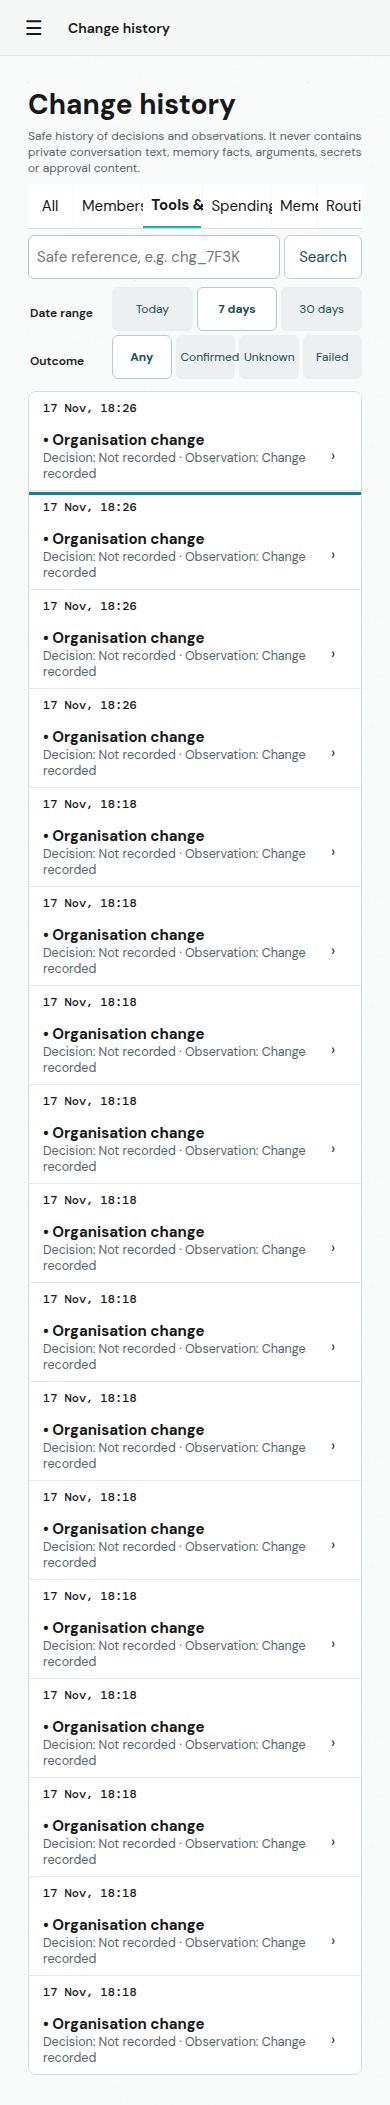 ☰ Change history
Change history
Safe history of decisions and observations. It never contains
private conversation text, memory facts, arguments, secrets
or approval content.
All Members Tools & Spending Meme Routi
Safe reference, e.g. chg_7F3K Search
Date range Today 7 days 30 days
Outcome Any Confirmed Unknown Failed
17 Nov, 18:26
• Organisation change
Decision: Not recorded · Observation: Change
recorded
›
17 Nov, 18:26
• Organisation change
Decision: Not recorded · Observation: Change
recorded
›
17 Nov, 18:26
• Organisation change
Decision: Not recorded · Observation: Change
recorded
›
17 Nov, 18:26
• Organisation change
Decision: Not recorded · Observation: Change
recorded
›
17 Nov, 18:18
• Organisation change
Decision: Not recorded · Observation: Change
recorded
›
17 Nov, 18:18
• Organisation change
Decision: Not recorded · Observation: Change
recorded
›
17 Nov, 18:18
• Organisation change
Decision: Not recorded · Observation: Change
recorded
›
17 Nov, 18:18
• Organisation change
Decision: Not recorded · Observation: Change
recorded
›
17 Nov, 18:18
• Organisation change
Decision: Not recorded · Observation: Change
recorded
›
17 Nov, 18:18
• Organisation change
Decision: Not recorded · Observation: Change
recorded
›
17 Nov, 18:18
• Organisation change
Decision: Not recorded · Observation: Change
recorded
›
17 Nov, 18:18
• Organisation change
Decision: Not recorded · Observation: Change
recorded
›
17 Nov, 18:18
• Organisation change
Decision: Not recorded · Observation: Change
recorded
›
17 Nov, 18:18
• Organisation change
Decision: Not recorded · Observation: Change
recorded
›
17 Nov, 18:18
• Organisation change
Decision: Not recorded · Observation: Change
recorded
›
17 Nov, 18:18
• Organisation change
Decision: Not recorded · Observation: Change
recorded
›
17 Nov, 18:18
• Organisation change
Decision: Not recorded · Observation: Change
recorded
›